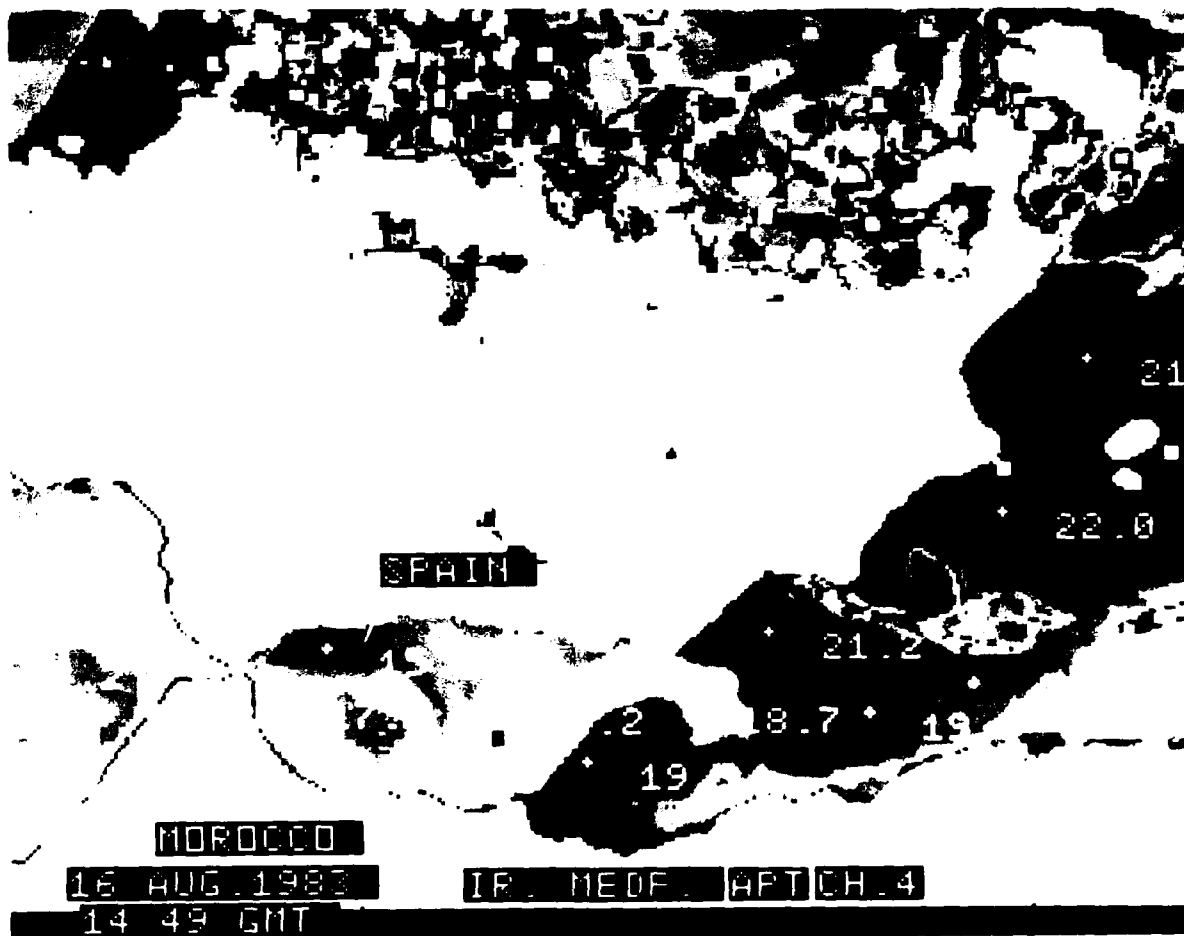 21
22.0
SPAIN
21.2
.2 8.7 19
19
MOROCCO
16 AUG.1983 IR. MEDF. APT CH.4
14 49 GMT